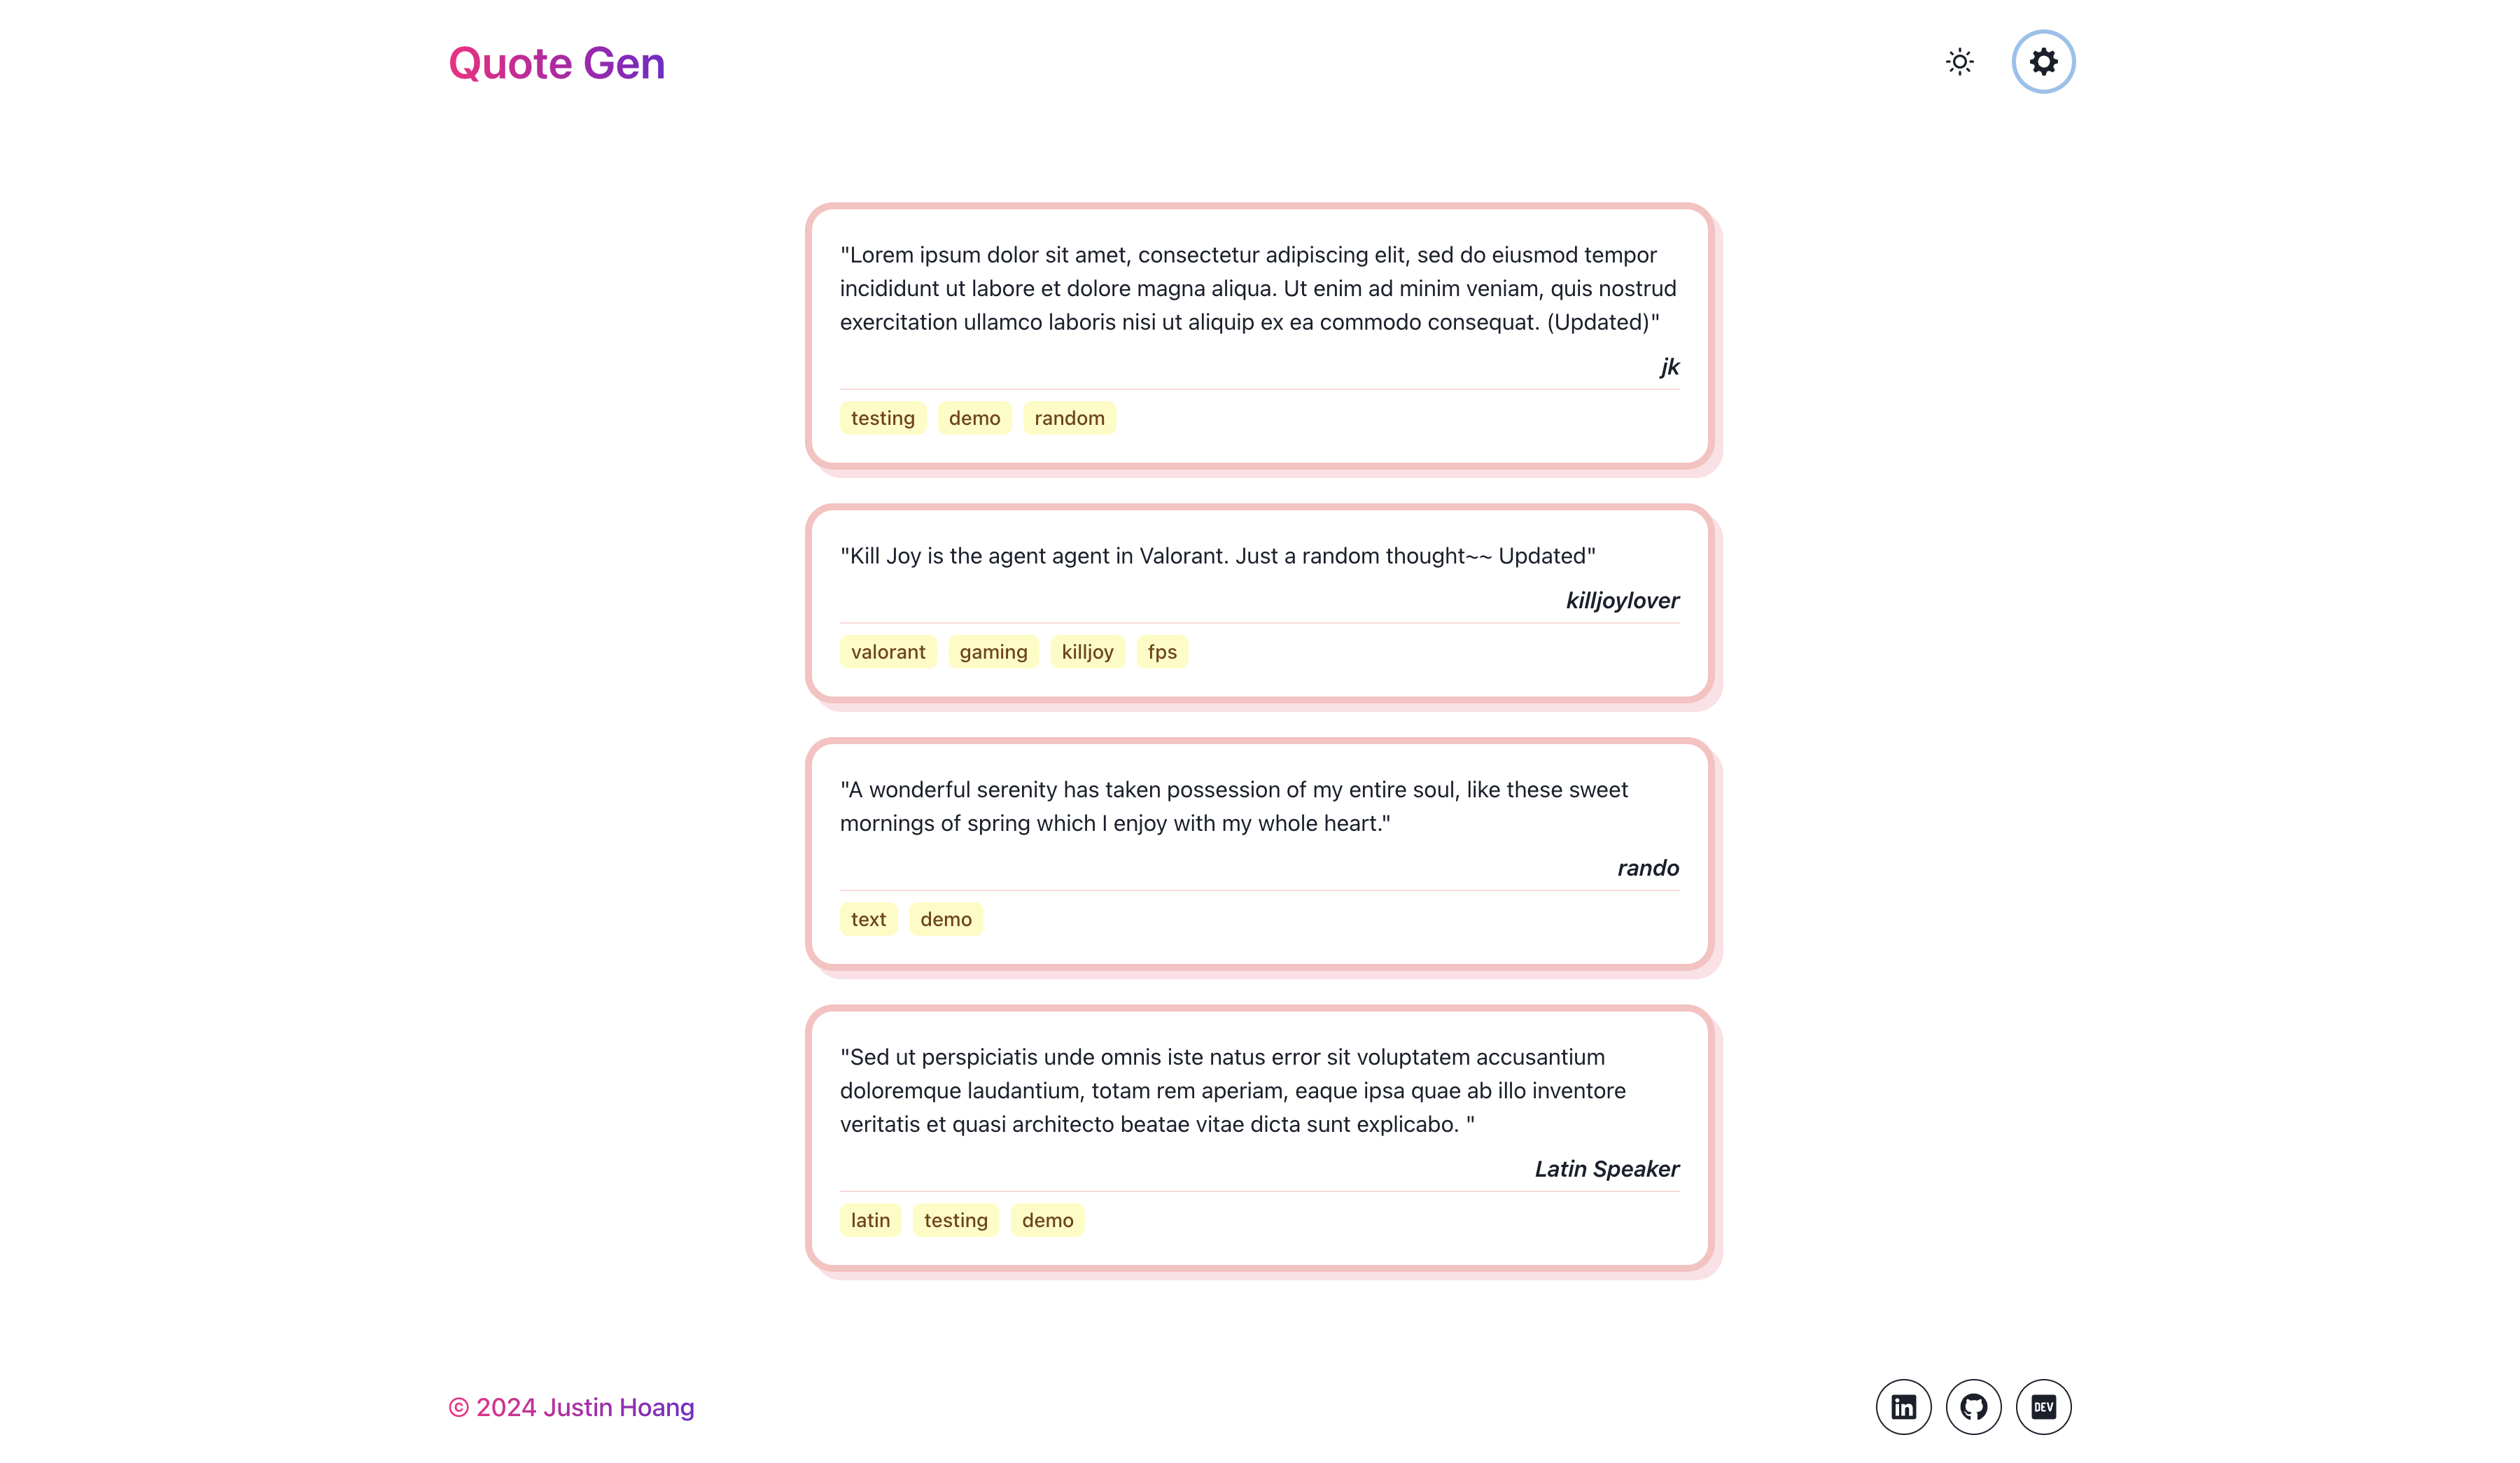 Quote Gen
"Lorem ipsum dolor sit amet, consectetur adipiscing elit, sed do eiusmod tempor
incididunt ut labore et dolore magna aliqua. Ut enim ad minim veniam, quis nostrud
exercitation ullamco laboris nisi ut aliquip ex ea commodo consequat. (Updated)"
jk
testing demo random
"Kill Joy is the agent agent in Valorant. Just a random thought~~ Updated"
killjoylover
valorant gaming killjoy fps
"A wonderful serenity has taken possession of my entire soul, like these sweet
mornings of spring which I enjoy with my whole heart."
rando
text demo
"Sed ut perspiciatis unde omnis iste natus error sit voluptatem accusantium
doloremque laudantium, totam rem aperiam, eaque ipsa quae ab illo inventore
veritatis et quasi architecto beatae vitae dicta sunt explicabo. "
Latin Speaker
latin testing demo
© 2024 Justin Hoang
in DEV